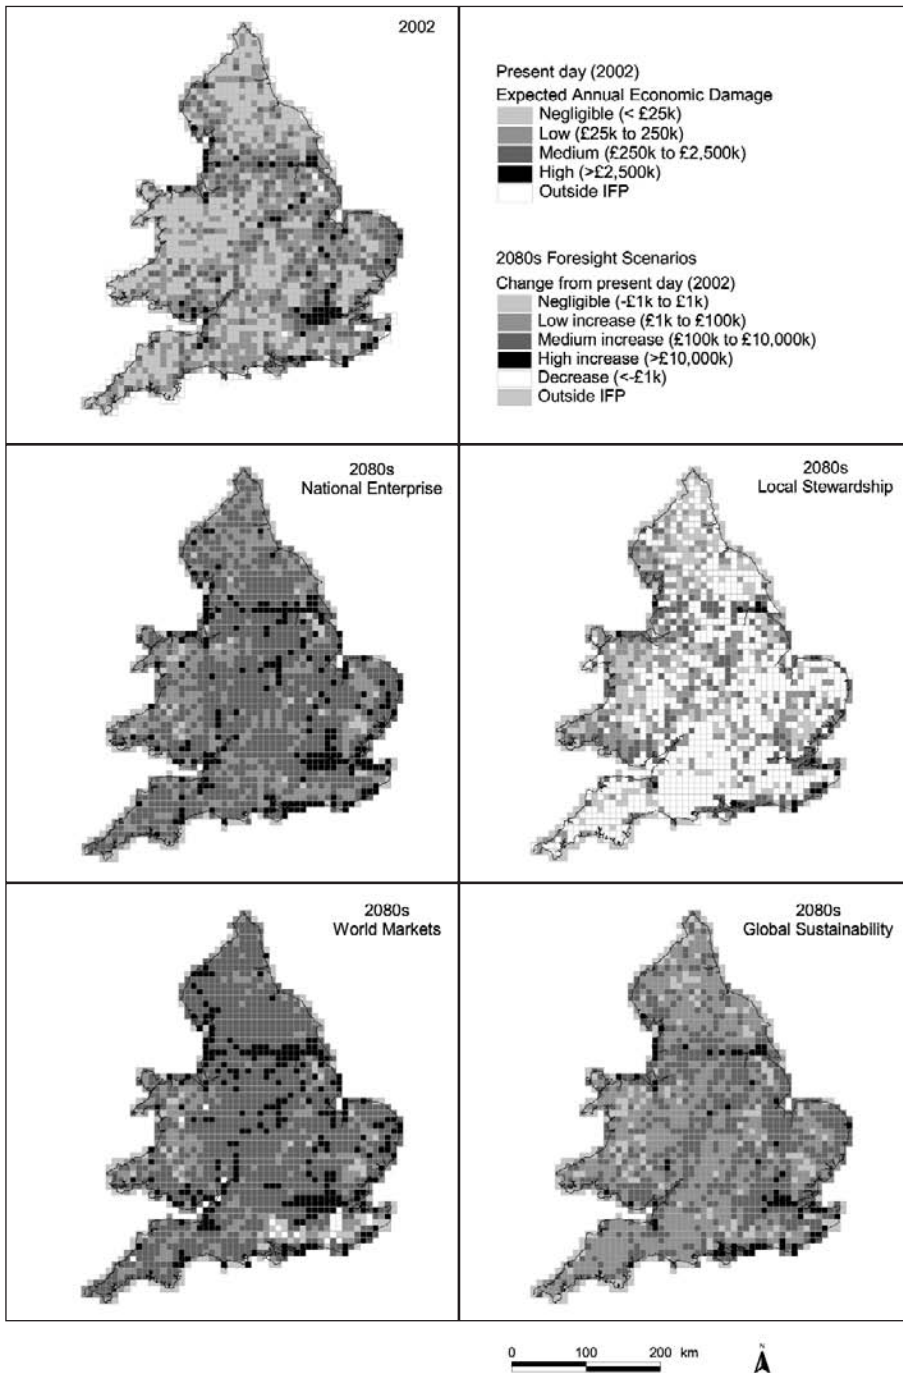 2002
Present day (2002)
Expected Annual Economic Damage
Negligible (< £25k)
Low (£25k to 250k)
Medium (£250k to £2,500k)
High (>£2,500k)
Outside IFP
2080s Foresight Scenarios
Change from present day (2002)
Negligible (-£1k to £1k)
Low increase (£1k to £100k)
Medium increase (£100k to £10,000k)
High increase (>£10,000k)
Decrease (<-£1k)
Outside IFP
2080s
National Enterprise
2080s
Local Stewardship
2080s
World Markets
2080s
Global Sustainability
0 100 200 km
N